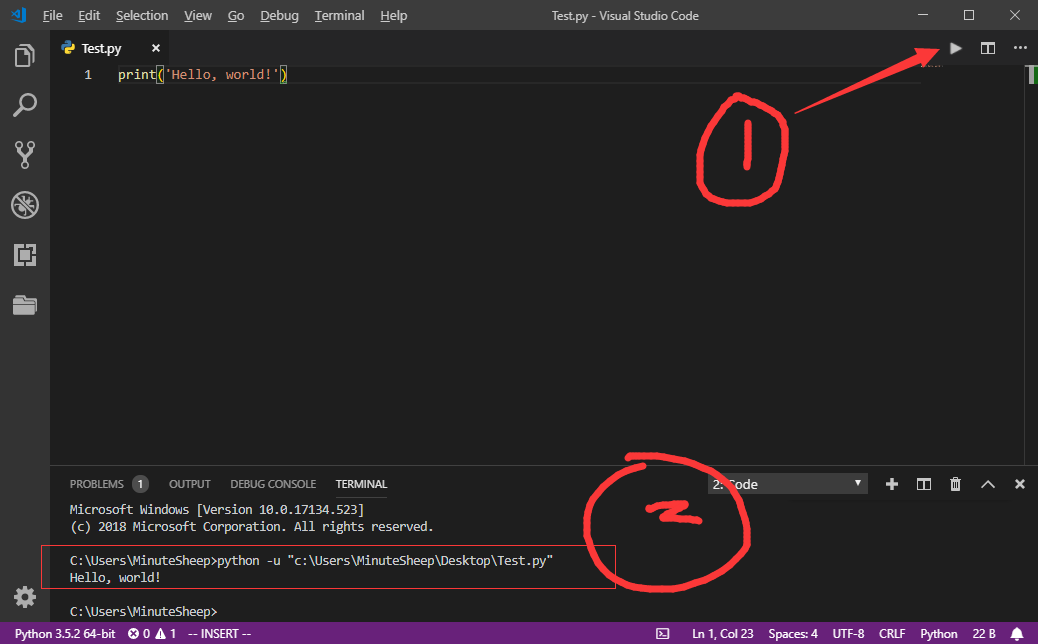 File Edit Selection View Go Debug Terminal Help Test.py - Visual Studio Code
Test.py
1 print('Hello, world!')
1
PROBLEMS 1 OUTPUT DEBUG CONSOLE TERMINAL 2: Code
2
Microsoft Windows [Version 10.0.17134.523]
(c) 2018 Microsoft Corporation. All rights reserved.
C:\Users\MinuteSheep>python -u "c:\Users\MinuteSheep\Desktop\Test.py"
Hello, world!
C:\Users\MinuteSheep>
Python 3.5.2 64-bit 0 1 -- INSERT -- Ln 1, Col 23 Spaces: 4 UTF-8 CRLF Python 22 B